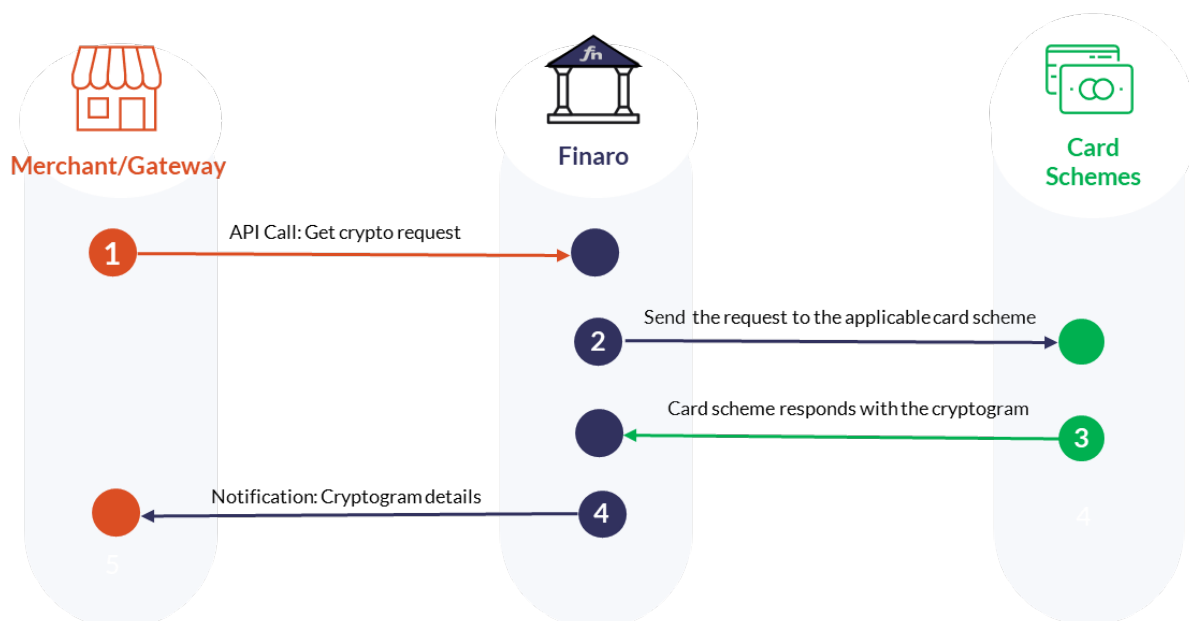 fn
Merchant/Gateway
Finaro
Card
Schemes
API Call: Get crypto request
1
Send the request to the applicable card scheme
2
Card scheme responds with the cryptogram
3
Notification: Cryptogram details
4
4
5